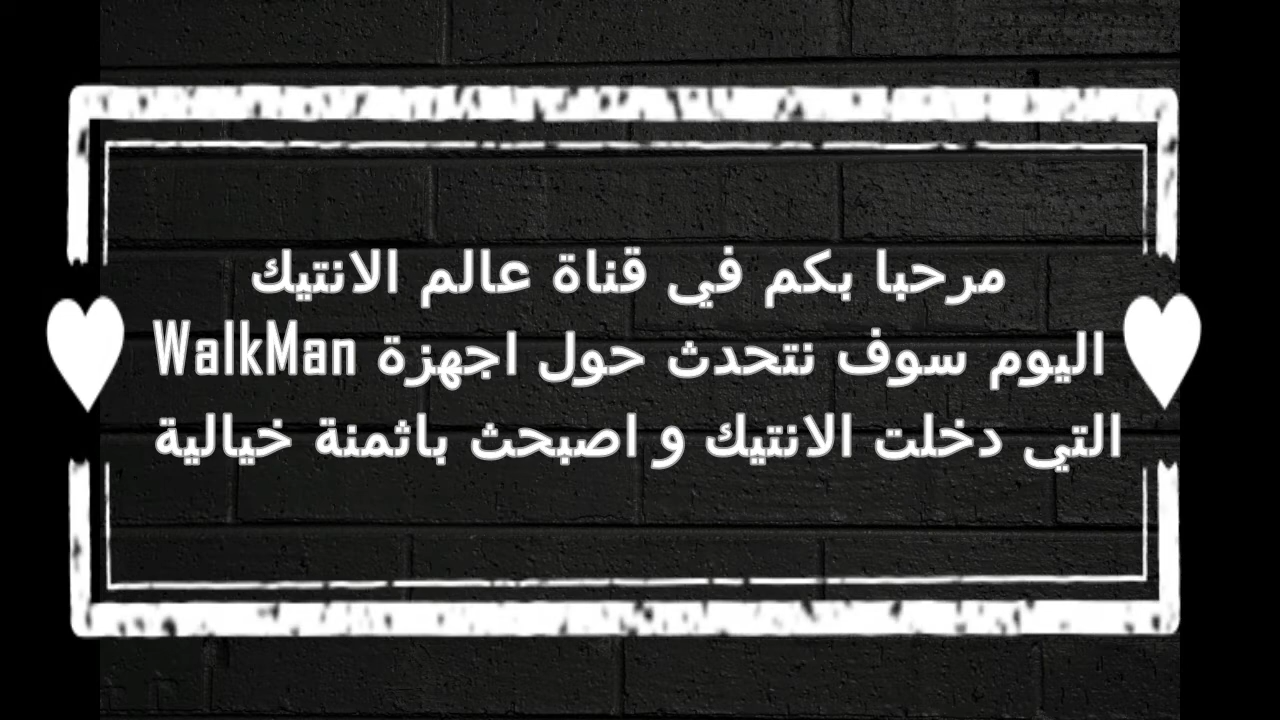 مرحبا بكم في قناة عالم الانتيك
اليوم سوف نتحدث حول اجهزة WalkMan
التي دخلت الانتيك و اصبحث باثمنة خيالية